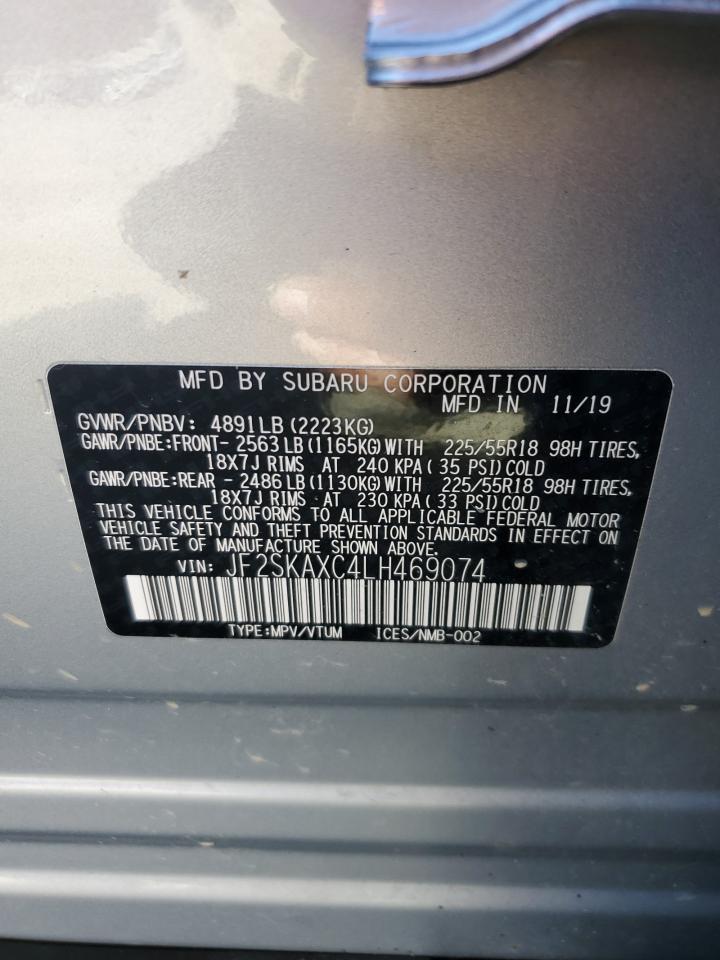 MFD BY SUBARU CORPORATION
MFD IN 11/19
GVWR/PNBV: 4891LB (2223KG)
GAWR/PNBE:FRONT- 2563LB(1165KG)WITH 225/55R18 98H TIRES,
18X7J RIMS AT 240 KPA( 35 PSI)COLD
GAWR/PNBE:REAR - 2486LB(1130KG)WITH 225/55R18 98H TIRES,
18X7J RIMS AT 230 KPA( 33 PSI)COLD
THIS VEHICLE CONFORMS TO ALL APPLICABLE FEDERAL MOTOR
VEHICLE SAFETY AND THEFT PREVENTION STANDARDS IN EFFECT ON
THE DATE OF MANUFACTURE SHOWN ABOVE.
VIN: JF2SKAXC4LH469074
TYPE:MPV/VTUM ICES/NMB-002